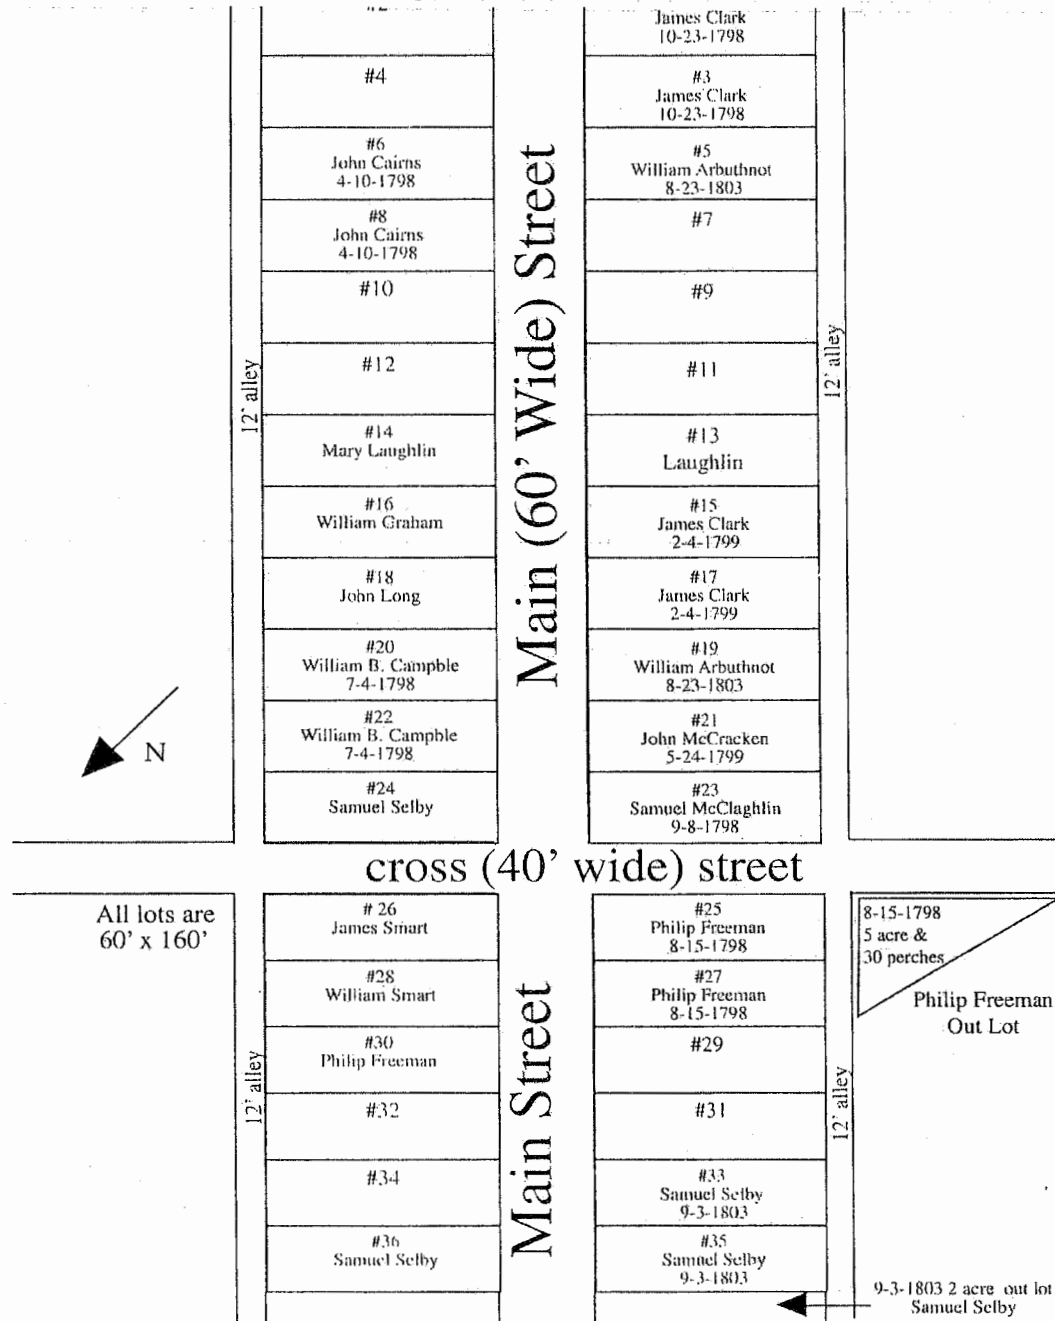 James Clark
10-23-1798
#4
#3
James Clark
10-23-1798
#6
John Cairns
4-10-1798
#5
William Arbuthnot
8-23-1803
#8
John Cairns
4-10-1798
#7
#10
#9
#12
#11
12' alley
12' alley
Main (60' Wide) Street
#14
Mary Laughlin
#13
Laughlin
#16
William Graham
#15
James Clark
2-4-1799
#18
John Long
#17
James Clark
2-4-1799
#20
William B. Campble
7-4-1798
#19
William Arbuthnot
8-23-1803
#22
William B. Campble
7-4-1798
#21
John McCracken
5-24-1799
N
#24
Samuel Selby
#23
Samuel McClaghlin
9-8-1798
cross (40' wide) street
All lots are
60' x 160'
# 26
James Smart
#25
Philip Freeman
8-15-1798
8-15-1798
5 acre &
30 perches
Philip Freeman
Out Lot
#28
William Smart
#27
Philip Freeman
8-15-1798
#30
Philip Freeman
#29
12' alley
Main Street
12' alley
#32
#31
#34
#33
Samuel Selby
9-3-1803
#36
Samuel Selby
#35
Samuel Selby
9-3-1803
9-3-1803 2 acre out lot
Samuel Selby